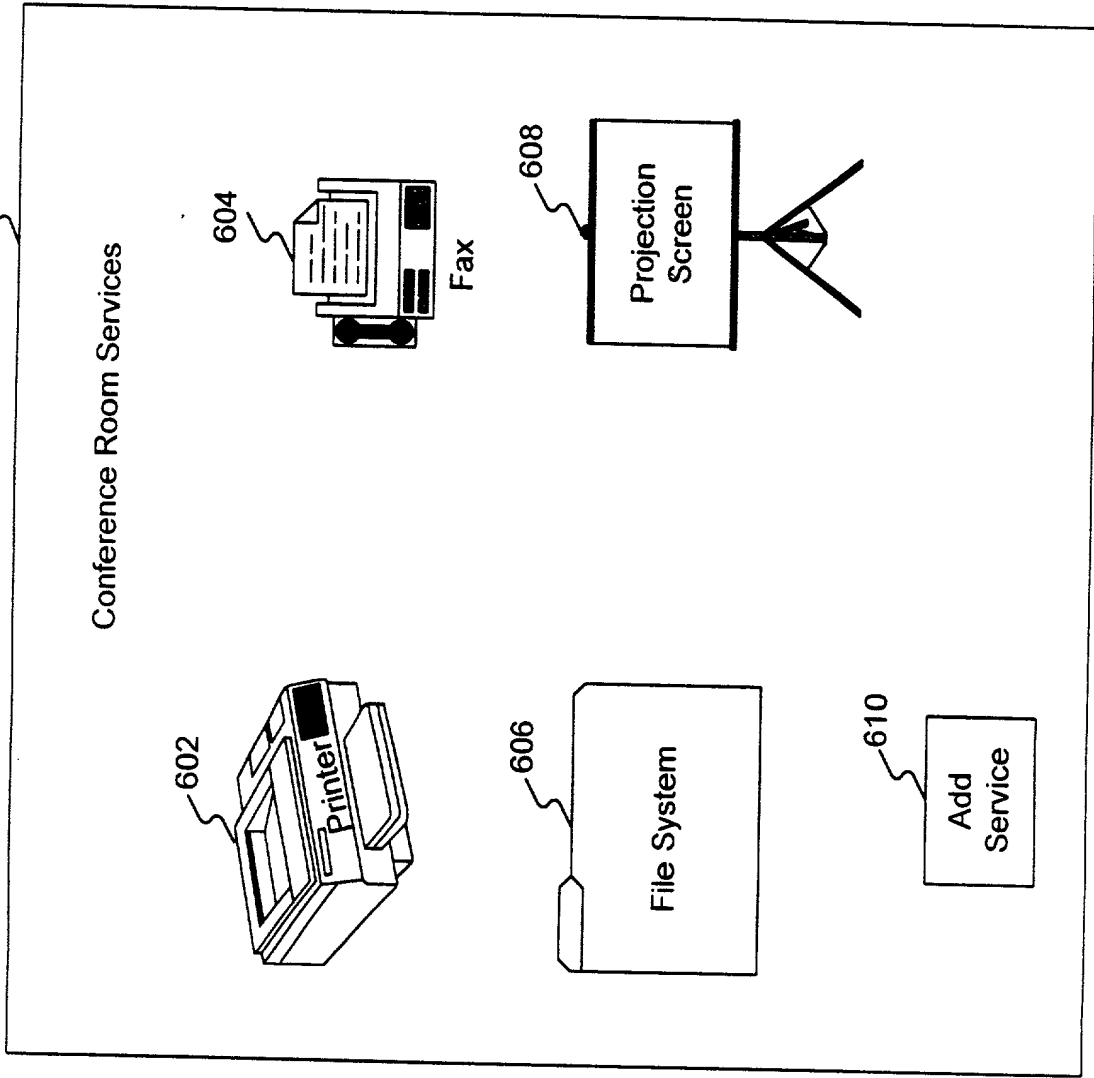 Conference Room Services
602
Printer
604
Fax
606
File System
608
Projection
Screen
610
Add
Service